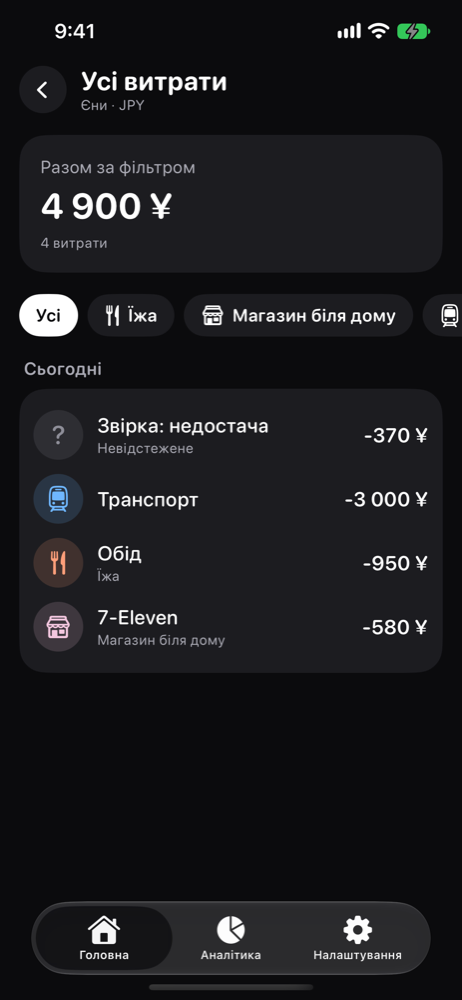 9:41
Усі витрати
Єни · JPY
Разом за фільтром
4 900 ¥
4 витрати
Усі
Їжа
Магазин біля дому
Сьогодні
?
Звірка: недостача
-370 ¥
Невідстежене
Транспорт
-3 000 ¥
Обід
-950 ¥
Їжа
7-Eleven
-580 ¥
Магазин біля дому
Головна
Аналітика
Налаштування